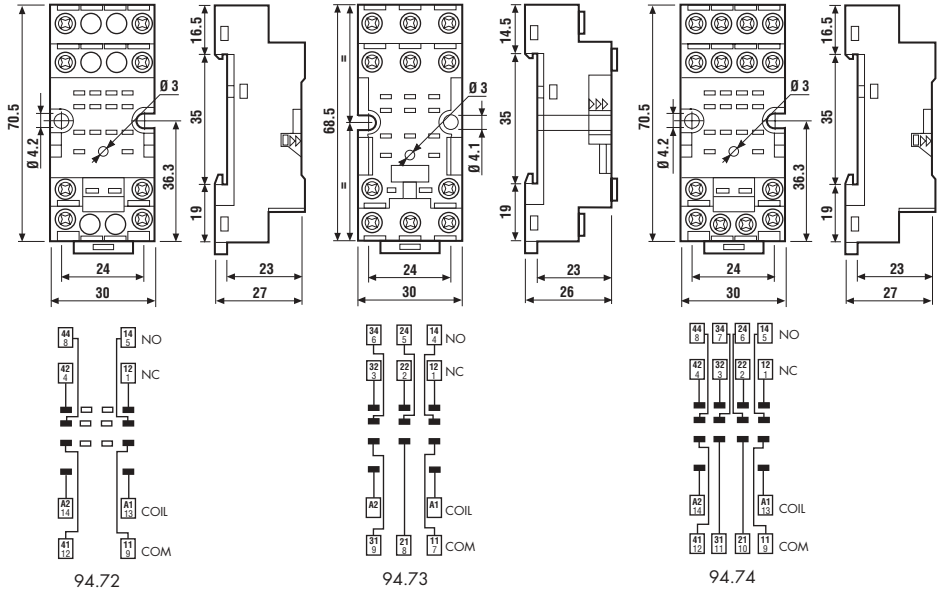 70.5
Ø 4.2
Ø 3
36.3
24
30
16.5
35
19
23
27
=
=
68.5
Ø 3
Ø 4.1
24
30
14.5
35
19
23
26
70.5
Ø 4.2
Ø 3
36.3
24
30
16.5
35
19
23
27
44 8
14 5
NO
42 4
12 1
NC
A2 14
A1 13
COIL
41 12
11 9
COM
94.72
34 6
24 5
14 4
NO
32 3
22 2
12 1
NC
A2
A1
COIL
31 9
21 8
11 7
COM
94.73
44 8
34 7
24 6
14 5
NO
42 4
32 3
22 2
12 1
NC
A2 14
A1 13
COIL
41 12
31 11
21 10
11 9
COM
94.74